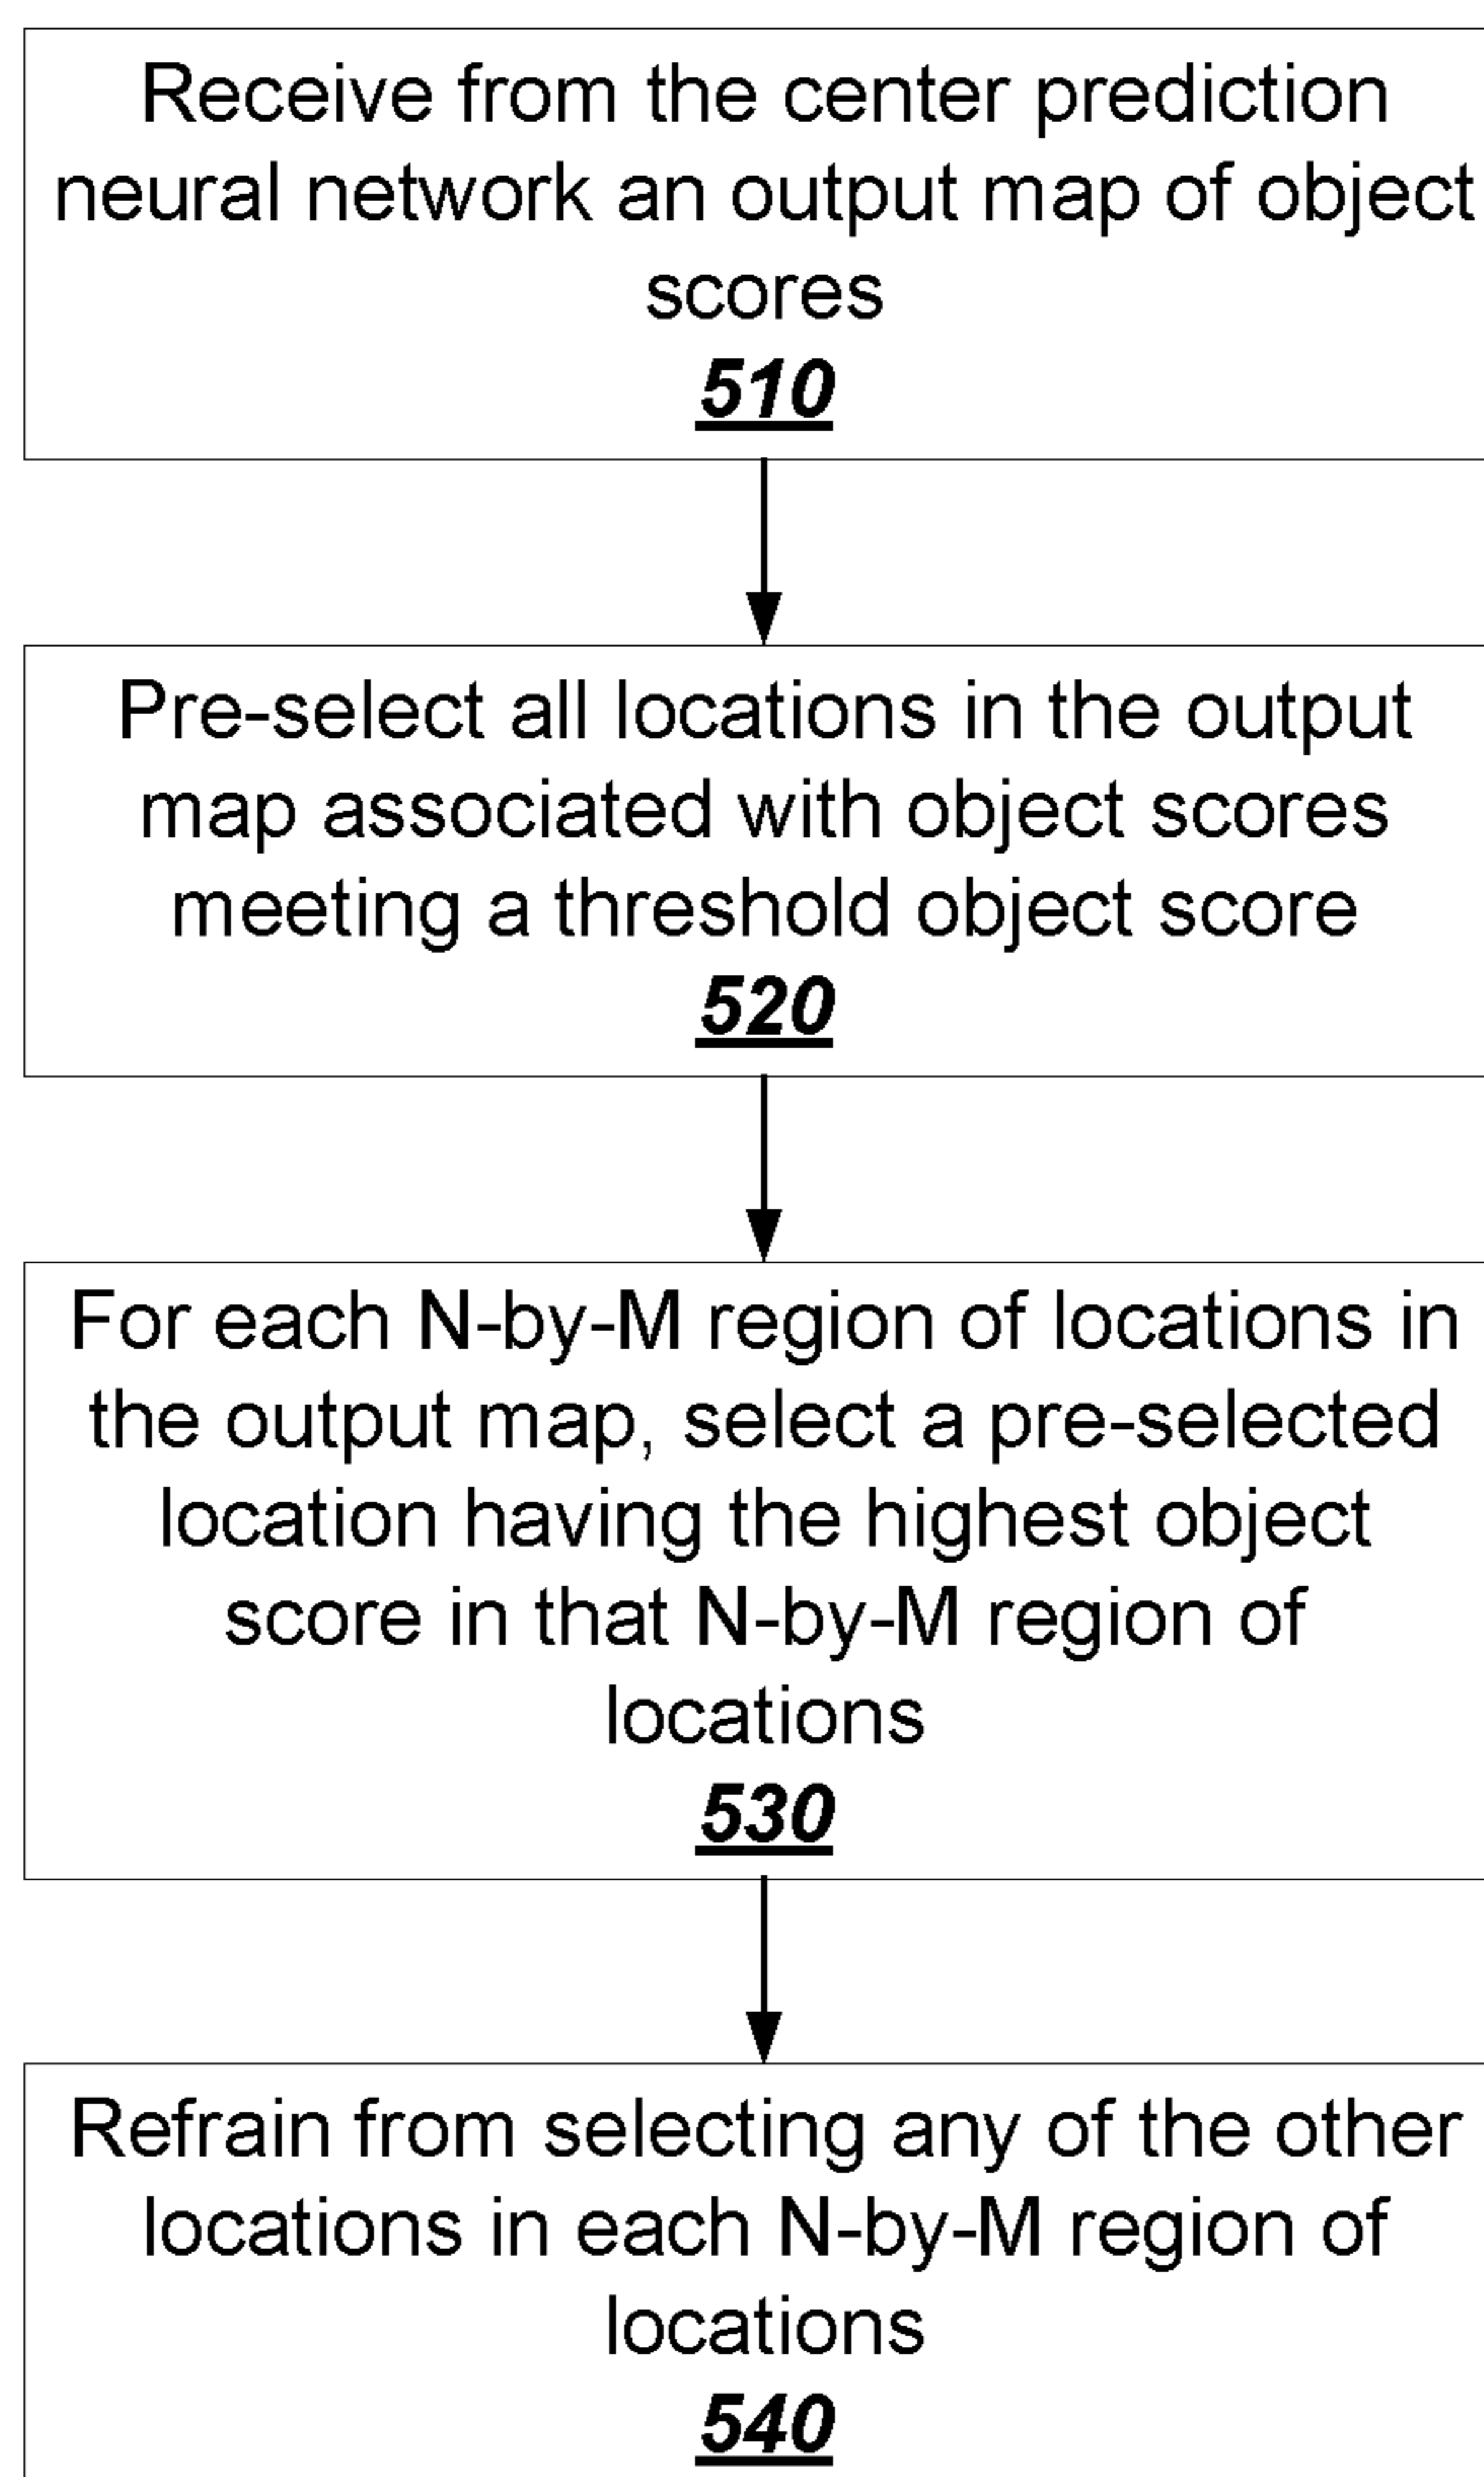 Receive from the center prediction
neural network an output map of object
scores
510
Pre-select all locations in the output
map associated with object scores
meeting a threshold object score
520
For each N-by-M region of locations in
the output map, select a pre-selected
location having the highest object
score in that N-by-M region of
locations
530
Refrain from selecting any of the other
locations in each N-by-M region of
locations
540